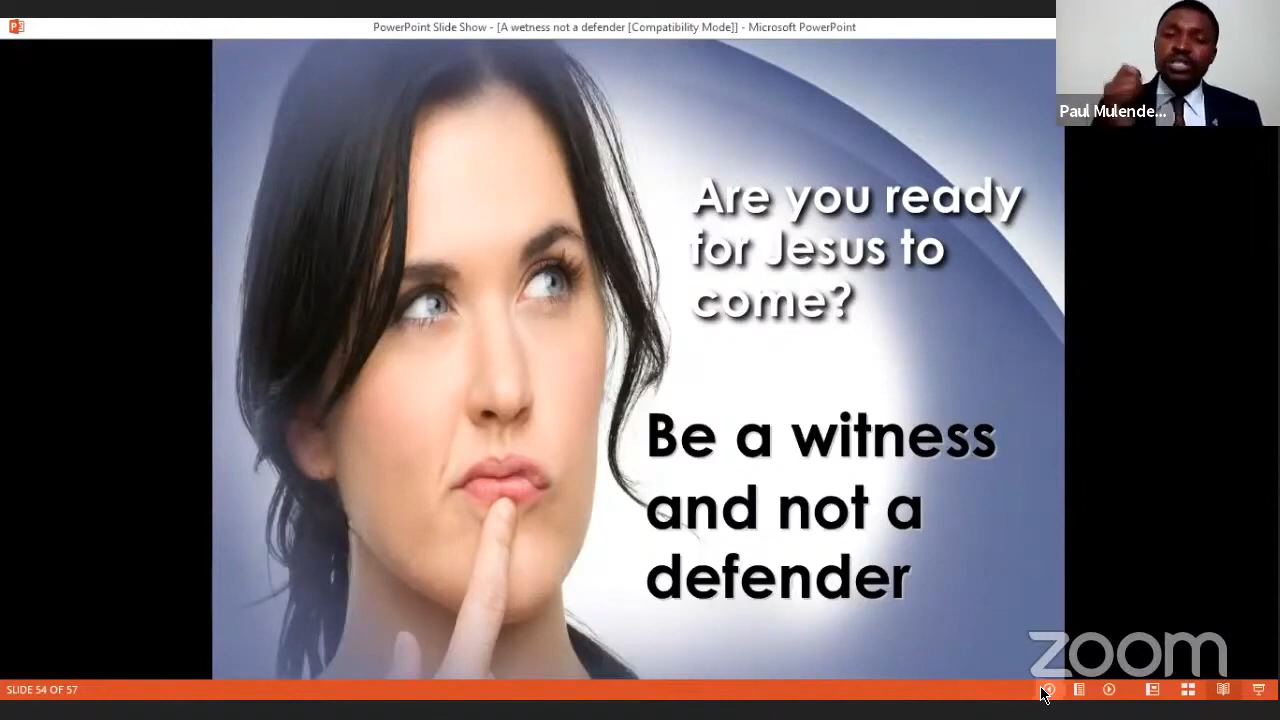 PowerPoint Slide Show - [A wetness not a defender [Compatibility Mode]] - Microsoft PowerPoint
Paul Mulende...
Are you ready
for Jesus to
come?
Be a witness
and not a
defender
zoom
SLIDE 54 OF 57